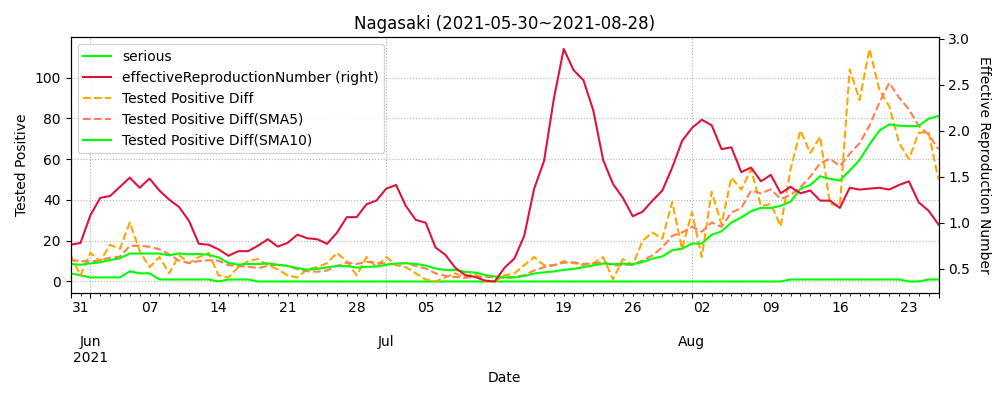 Nagasaki (2021-05-30~2021-08-28)
serious
effectiveReproductionNumber (right)
Tested Positive Diff
Tested Positive Diff(SMA5)
Tested Positive Diff(SMA10)
Tested Positive
100
80
60
40
20
0
3.0
2.5
2.0
1.5
1.0
0.5
Effective Reproduction Number
31 07 14 21 28 05 12 19 26 02 09 16 23
Jun Jul Aug
2021
Date